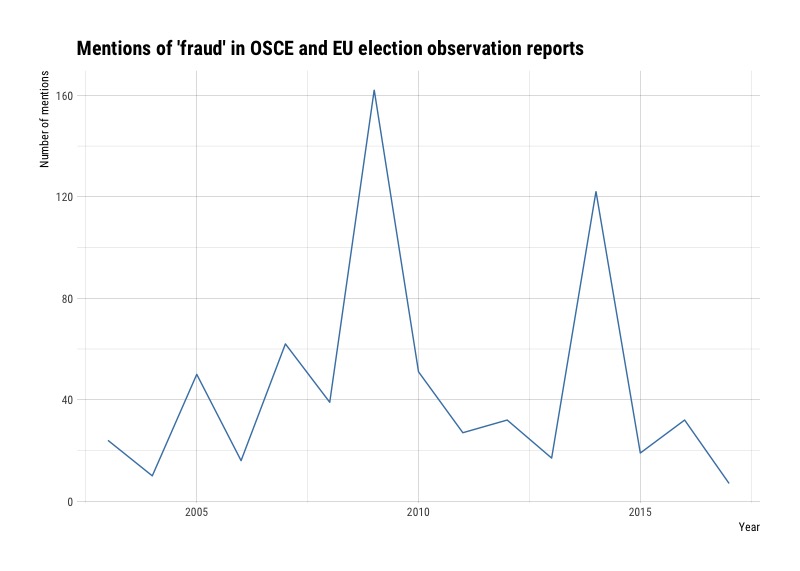 Mentions of 'fraud' in OSCE and EU election observation reports
Number of mentions
160
120
80
40
0
2005 2010 2015
Year